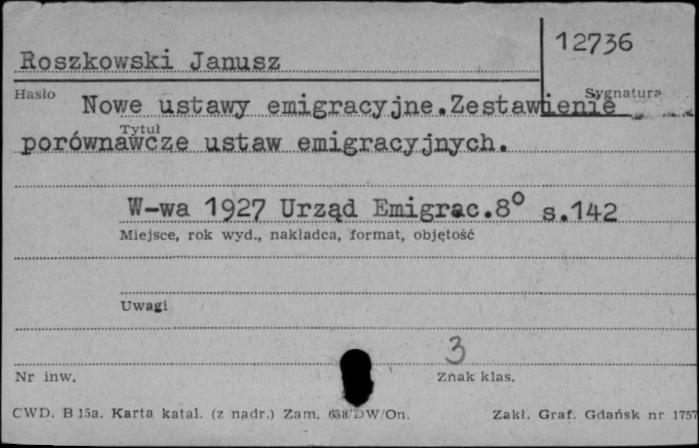 12736
Roszkowski Janusz
Hasło Sygnatura
Nowe ustawy emigracyjne.Zestawienie
Tytuł
porównawcze ustaw emigracyjnych.
W-wa 1927 Urząd Emigrac.8° s.142
Miejsce, rok wyd., nakładca, format, objętość
Uwagi
3
Nr inw. Znak klas.
CWD. B 15a. Karta katal. (z nadr.) Zam. 658/DW/On. Zakł. Graf. Gdańsk nr 1757